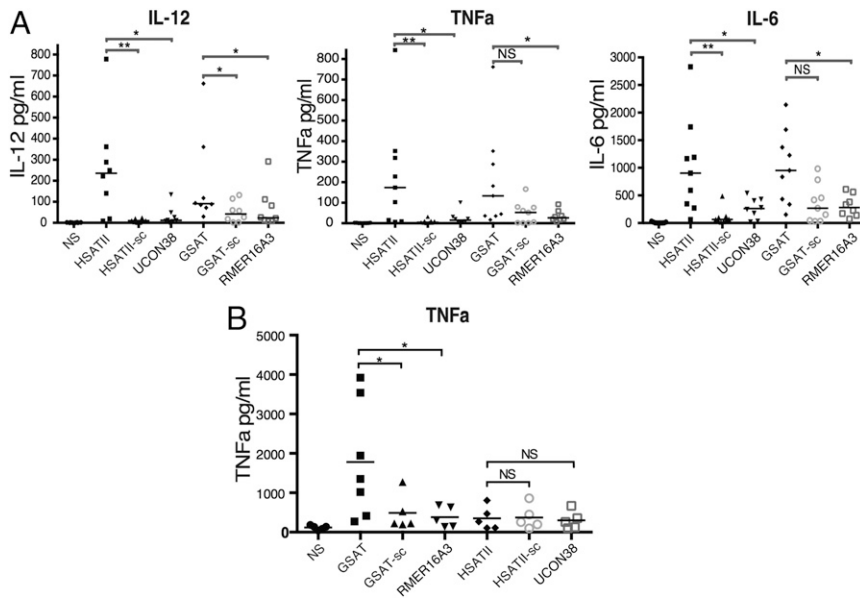 A
IL-12
IL-12 pg/ml
800
700
600
400
300
200
100
0
NS
HSATII
HSATII-sc
UCON38
GSAT
GSAT-sc
RMER16A3
*
**
*
*
TNFa
TNFa pg/ml
800
600
400
300
200
100
0
NS
HSATII
HSATII-sc
UCON38
GSAT
GSAT-sc
RMER16A3
*
**
*
NS
IL-6
IL-6 pg/ml
3000
2500
2000
1500
1000
500
0
NS
HSATII
HSATII-sc
UCON38
GSAT
GSAT-sc
RMER16A3
*
**
*
NS
B
TNFa
TNFa pg/ml
5000
4000
3000
2000
1000
0
NS
GSAT
GSAT-sc
RMER16A3
HSATII
HSATII-sc
UCON38
*
*
NS
NS